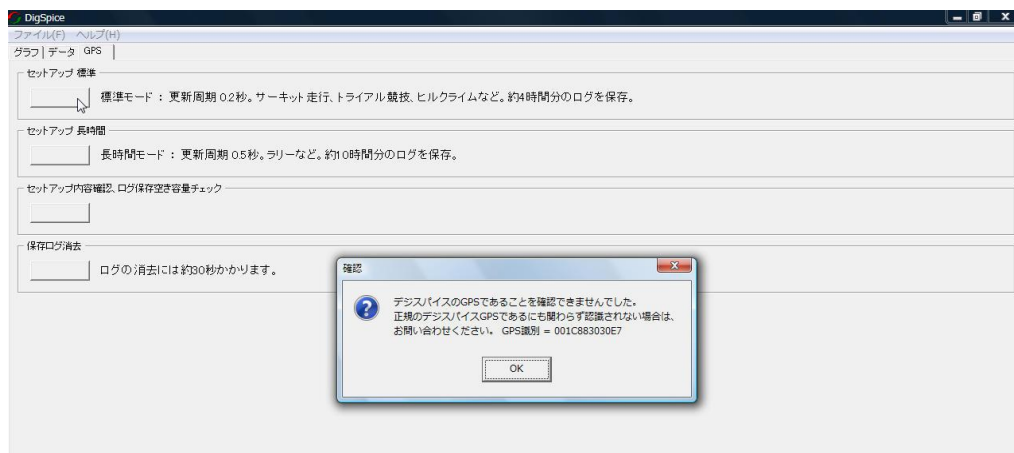 DigSpice
ファイル(F) ヘルプ(H)
グラフ データ GPS
セットアップ 標準
標準モード : 更新周期 0.2秒。サーキット走行、トライアル競技、ヒルクライムなど。約4時間分のログを保存。
セットアップ 長時間
長時間モード : 更新周期 0.5秒。ラリーなど。約10時間分のログを保存。
セットアップ内容確認、ログ保存空き容量チェック
保存ログ消去
ログの消去には約30秒かかります。
確認
デジスパイスのGPSであることを確認できませんでした。
正規のデジスパイスGPSであるにも関わらず認識されない場合は、
お問い合わせください。 GPS識別 = 001C883030E7
OK